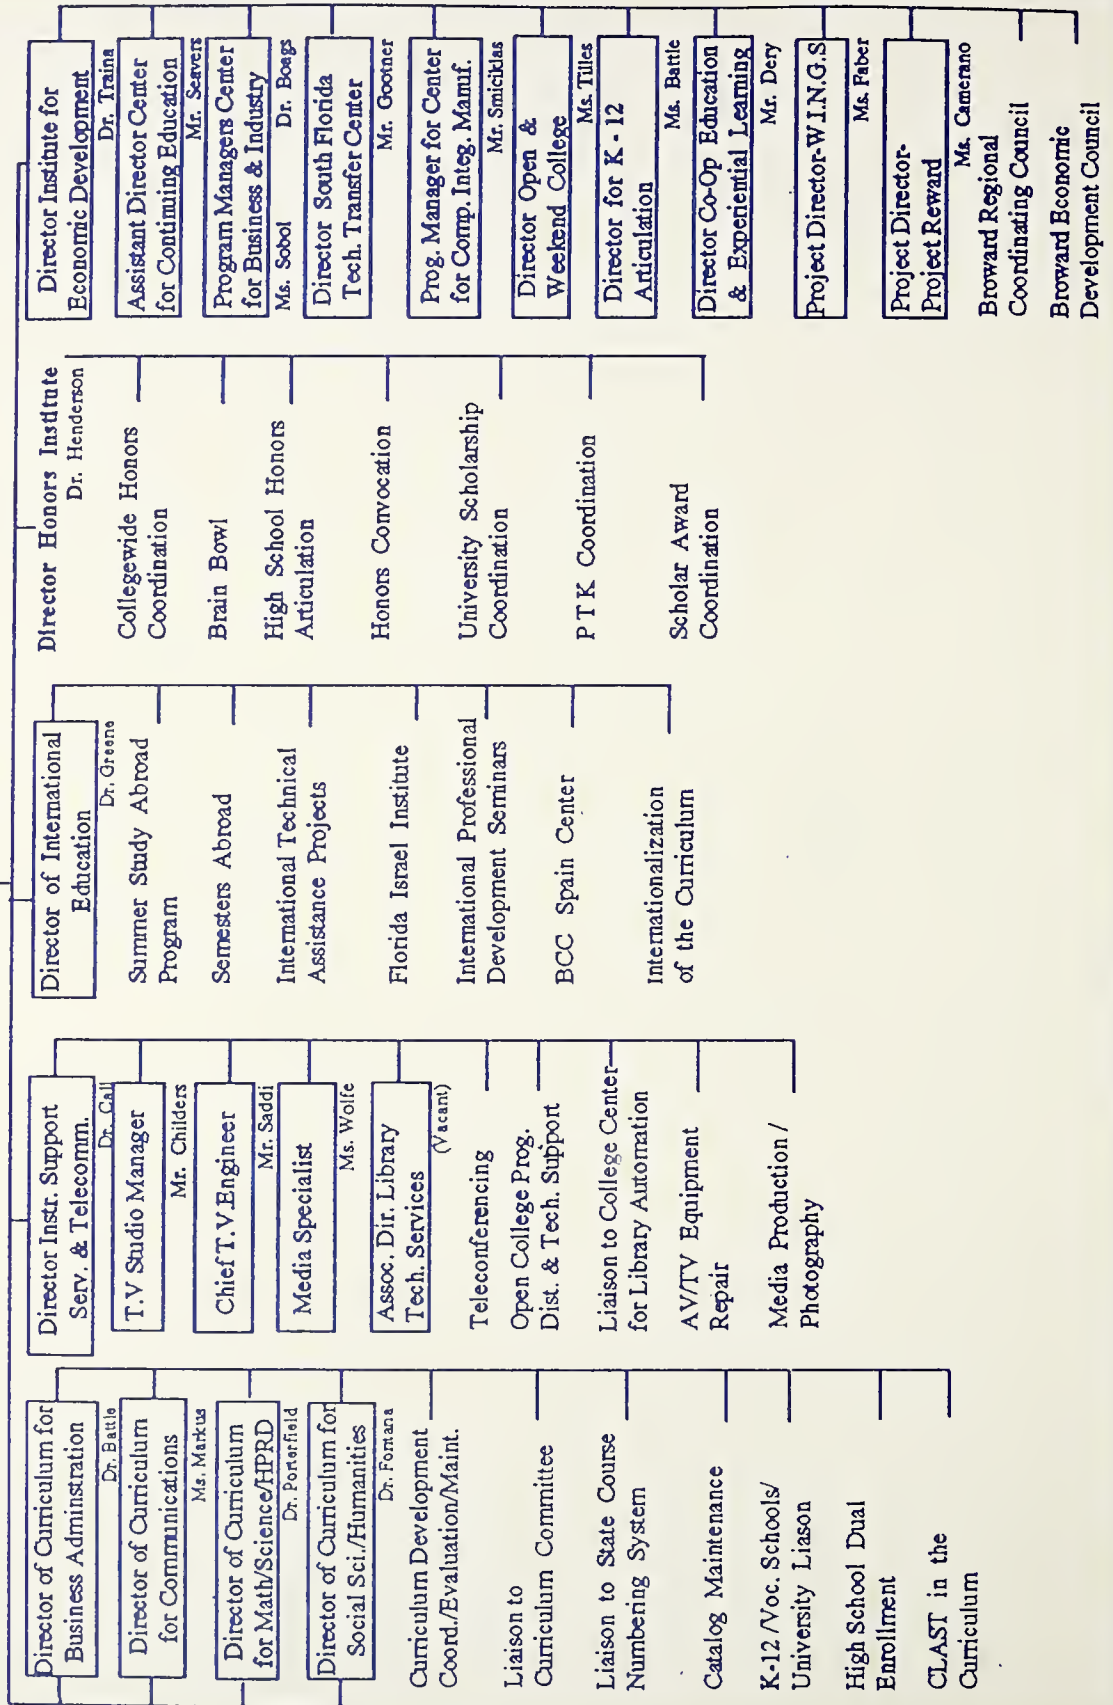 Director of Curriculum for
Business Adminstration
Dr. Battle
Director of Curriculum
for Communications
Ms. Markus
Director of Curriculum
for Math/Science/HPRD
Dr. Porterfield
Director of Curriculum for
Social Sci./Humanities
Dr. Fontana
Curriculum Development
Coord./Evaluation/Maint.
Liaison to
Curriculum Committee
Liaison to State Course
Numbering System
Catalog Maintenance
K-12/Voc. Schools/
University Liason
High School Dual
Enrollment
CLAST in the
Curriculum
Director Instr. Support
Serv. & Telecomm.
Dr. Call
T.V Studio Manager
Mr. Childers
Chief T.V.Engineer
Mr. Saddi
Media Specialist
Ms. Wolfe
Assoc. Dir. Library
Tech. Services
(Vacant)
Teleconferencing
Open College Prog.
Dist. & Tech. Support
Liaison to College Center
for Library Automation
AV/TV Equipment
Repair
Media Production /
Photography
Director of International
Education
Dr. Greene
Summer Study Abroad
Program
Semesters Abroad
International Technical
Assistance Projects
Florida Israel Institute
International Professional
Development Seminars
BCC Spain Center
Internationalization
of the Curriculum
Director Honors Institute
Dr. Henderson
Collegewide Honors
Coordination
Brain Bowl
High School Honors
Articulation
Honors Convocation
University Scholarship
Coordination
PTK Coordination
Scholar Award
Coordination
Director Institute for
Economic Development
Dr. Traina
Assistant Director Center
for Continuing Education
Mr. Seavers
Program Managers Center
for Business & Industry
Ms. Sobol Dr. Boggs
Director South Florida
Tech. Transfer Center
Mr. Gootner
Prog. Manager for Center
for Comp. Integ. Manuf.
Mr. Smiciklas
Director Open &
Weekend College
Ms. Tilles
Director for K - 12
Articulation
Ms. Battle
Director Co-Op Education
& Experiential Learning
Mr. Dery
Project Director-W.I.N.G.S
Ms. Faber
Project Director-
Project Reward
Ms. Camerano
Broward Regional
Coordinating Council
Broward Economic
Development Council